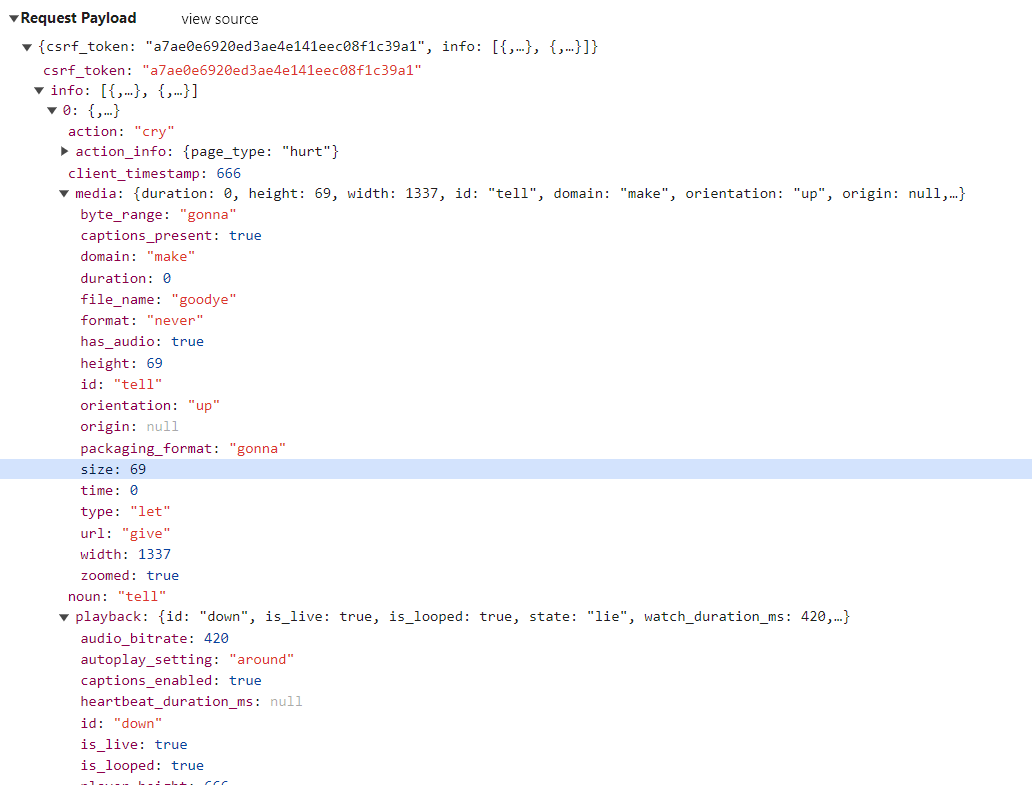 ▼Request Payload view source
▼{csrf_token: "a7ae0e6920ed3ae4e141eec08f1c39a1", info: [{,…}, {,…}]}
csrf_token: "a7ae0e6920ed3ae4e141eec08f1c39a1"
▼info: [{,…}, {,…}]
▼0: {,…}
action: "cry"
▶action_info: {page_type: "hurt"}
client_timestamp: 666
▼media: {duration: 0, height: 69, width: 1337, id: "tell", domain: "make", orientation: "up", origin: null,…}
byte_range: "gonna"
captions_present: true
domain: "make"
duration: 0
file_name: "goodye"
format: "never"
has_audio: true
height: 69
id: "tell"
orientation: "up"
origin: null
packaging_format: "gonna"
size: 69
time: 0
type: "let"
url: "give"
width: 1337
zoomed: true
noun: "tell"
▼playback: {id: "down", is_live: true, is_looped: true, state: "lie", watch_duration_ms: 420,…}
audio_bitrate: 420
autoplay_setting: "around"
captions_enabled: true
heartbeat_duration_ms: null
id: "down"
is_live: true
is_looped: true